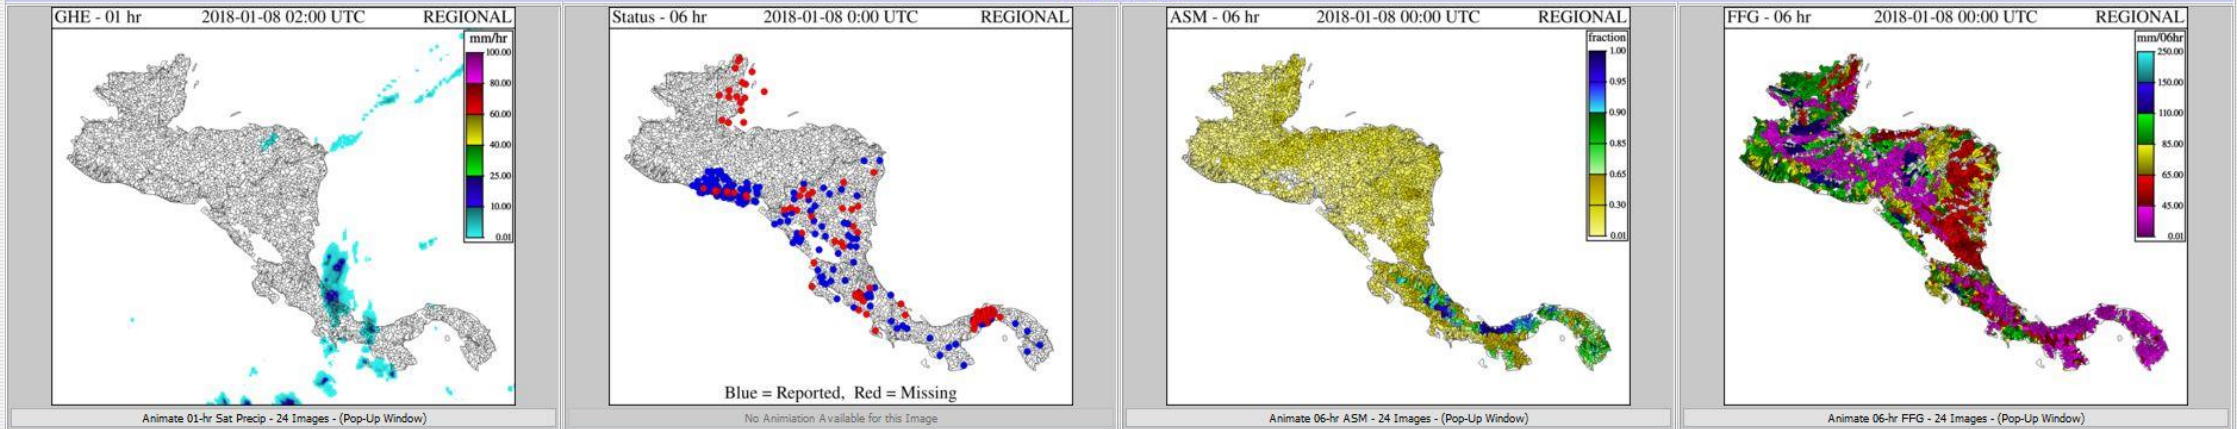 GHE - 01 hr 2018-01-08 02:00 UTC REGIONAL
mm/hr
100.00
80.00
60.00
40.00
25.00
10.00
0.01
Animate 01-hr Sat Precip - 24 Images - (Pop-Up Window)
Status - 06 hr 2018-01-08 0:00 UTC REGIONAL
Blue = Reported, Red = Missing
No Animiation Available for this Image
ASM - 06 hr 2018-01-08 00:00 UTC REGIONAL
fraction
1.00
0.95
0.90
0.85
0.65
0.30
0.01
Animate 06-hr ASM - 24 Images - (Pop-Up Window)
FFG - 06 hr 2018-01-08 00:00 UTC REGIONAL
mm/06hr
250.00
150.00
110.00
85.00
65.00
45.00
0.01
Animate 06-hr FFG - 24 Images - (Pop-Up Window)